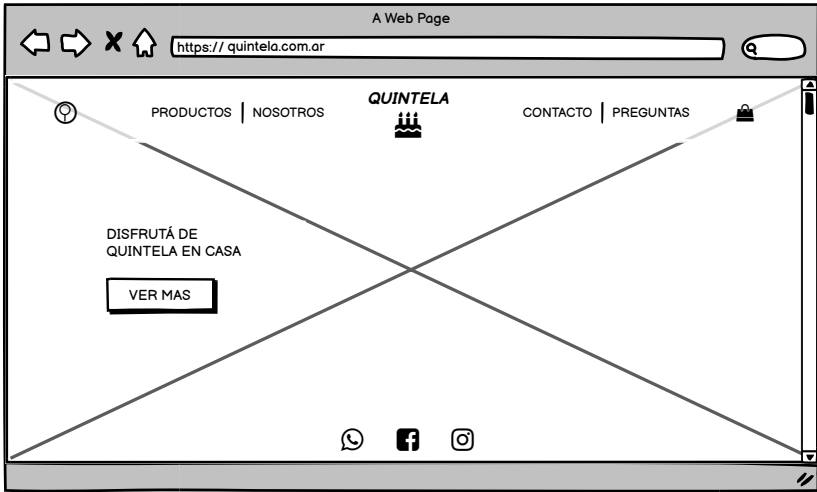 A Web Page
https:// quintela.com.ar
QUINTELA
PRODUCTOS | NOSOTROS
CONTACTO | PREGUNTAS
DISFRUTÁ DE
QUINTELA EN CASA
VER MAS